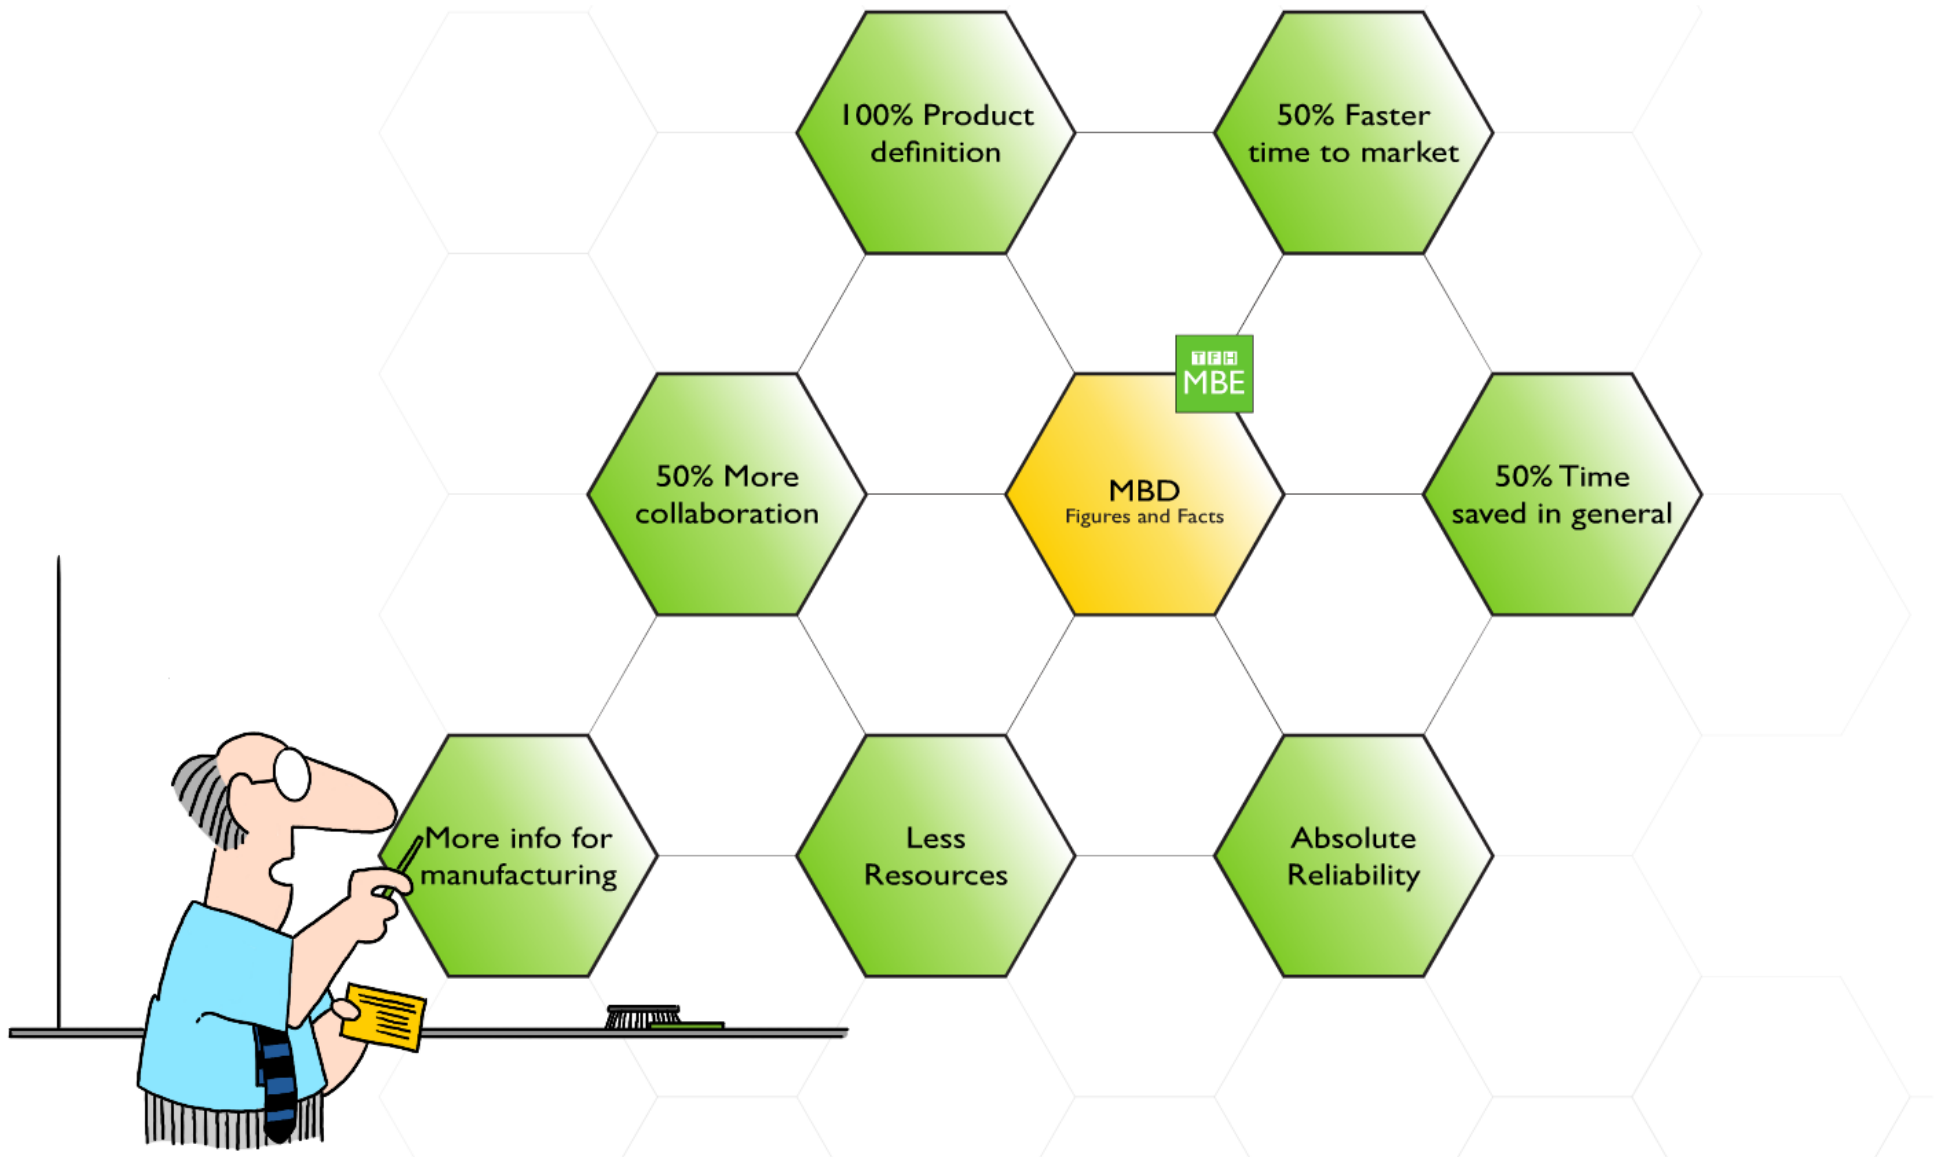 100% Product
definition
50% Faster
time to market
TFH
MBE
50% More
collaboration
MBD
Figures and Facts
50% Time
saved in general
More info for
manufacturing
Less
Resources
Absolute
Reliability